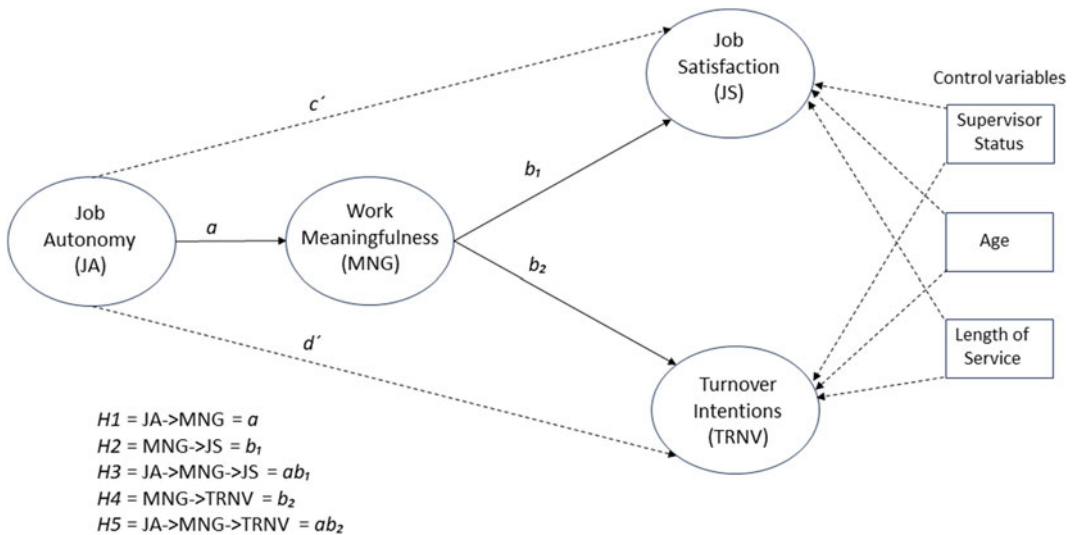 Job
Satisfaction
(JS)
Control variables
Supervisor
Status
c´
b₁
Job
Autonomy
(JA)
a
Work
Meaningfulness
(MNG)
Age
b₂
Length of
Service
d´
Turnover
Intentions
(TRNV)
H1 = JA->MNG = a
H2 = MNG->JS = b₁
H3 = JA->MNG->JS = ab₁
H4 = MNG->TRNV = b₂
H5 = JA->MNG->TRNV = ab₂